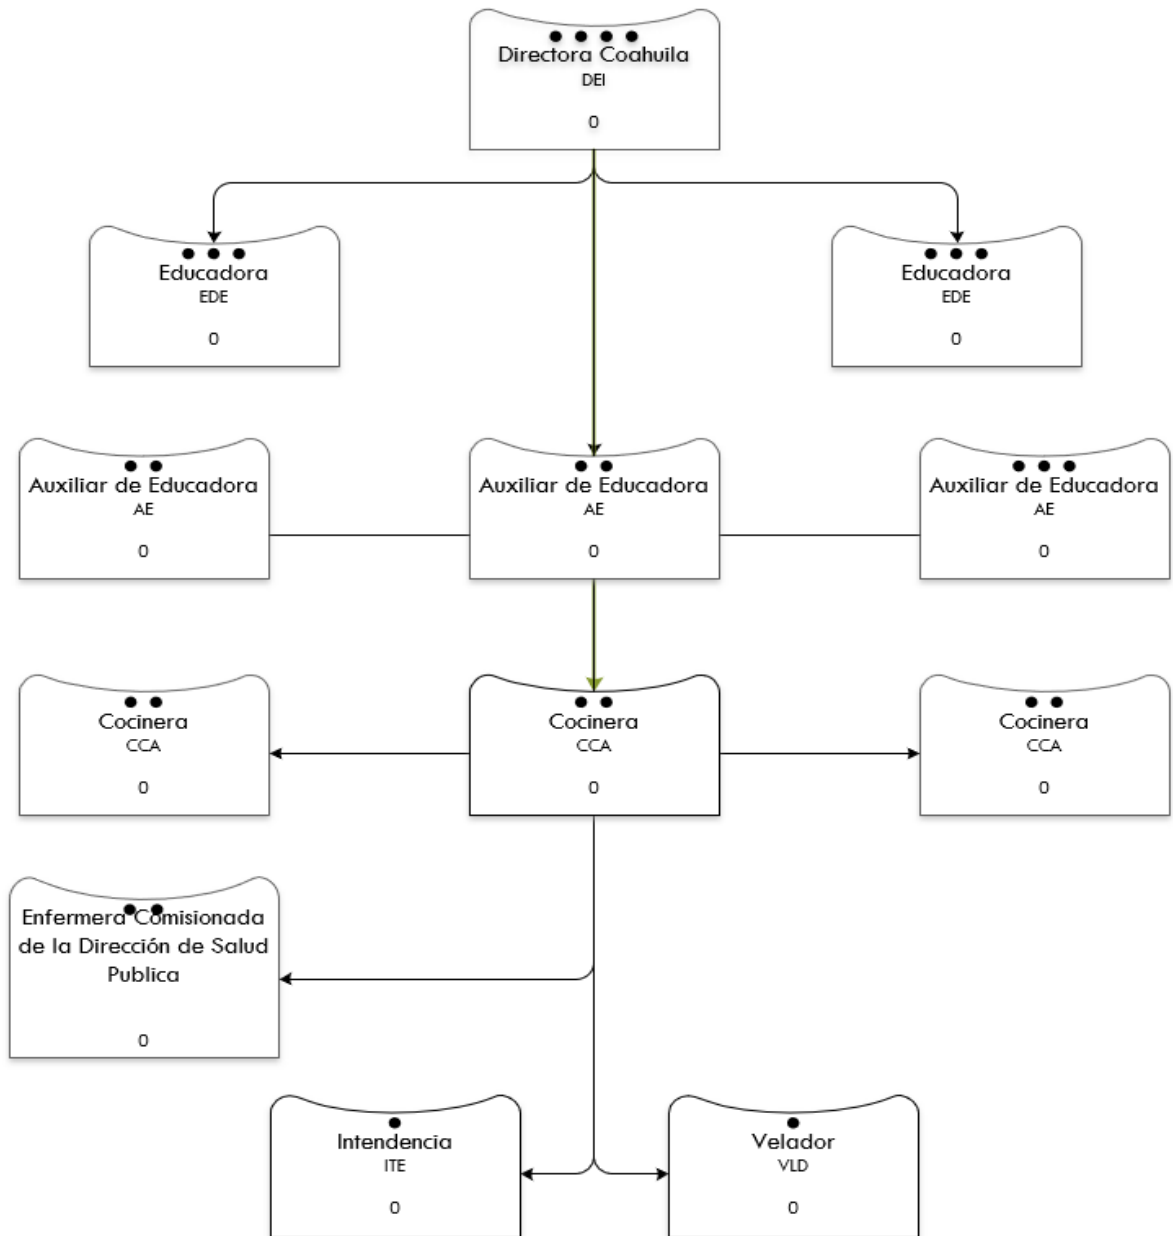 Directora Coahuila
DEI
0
Educadora
EDE
0
Educadora
EDE
0
Auxiliar de Educadora
AE
0
Auxiliar de Educadora
AE
0
Auxiliar de Educadora
AE
0
Cocinera
CCA
0
Cocinera
CCA
0
Cocinera
CCA
0
Enfermera Comisionada
de la Dirección de Salud
Publica
0
Intendencia
ITE
0
Velador
VLD
0